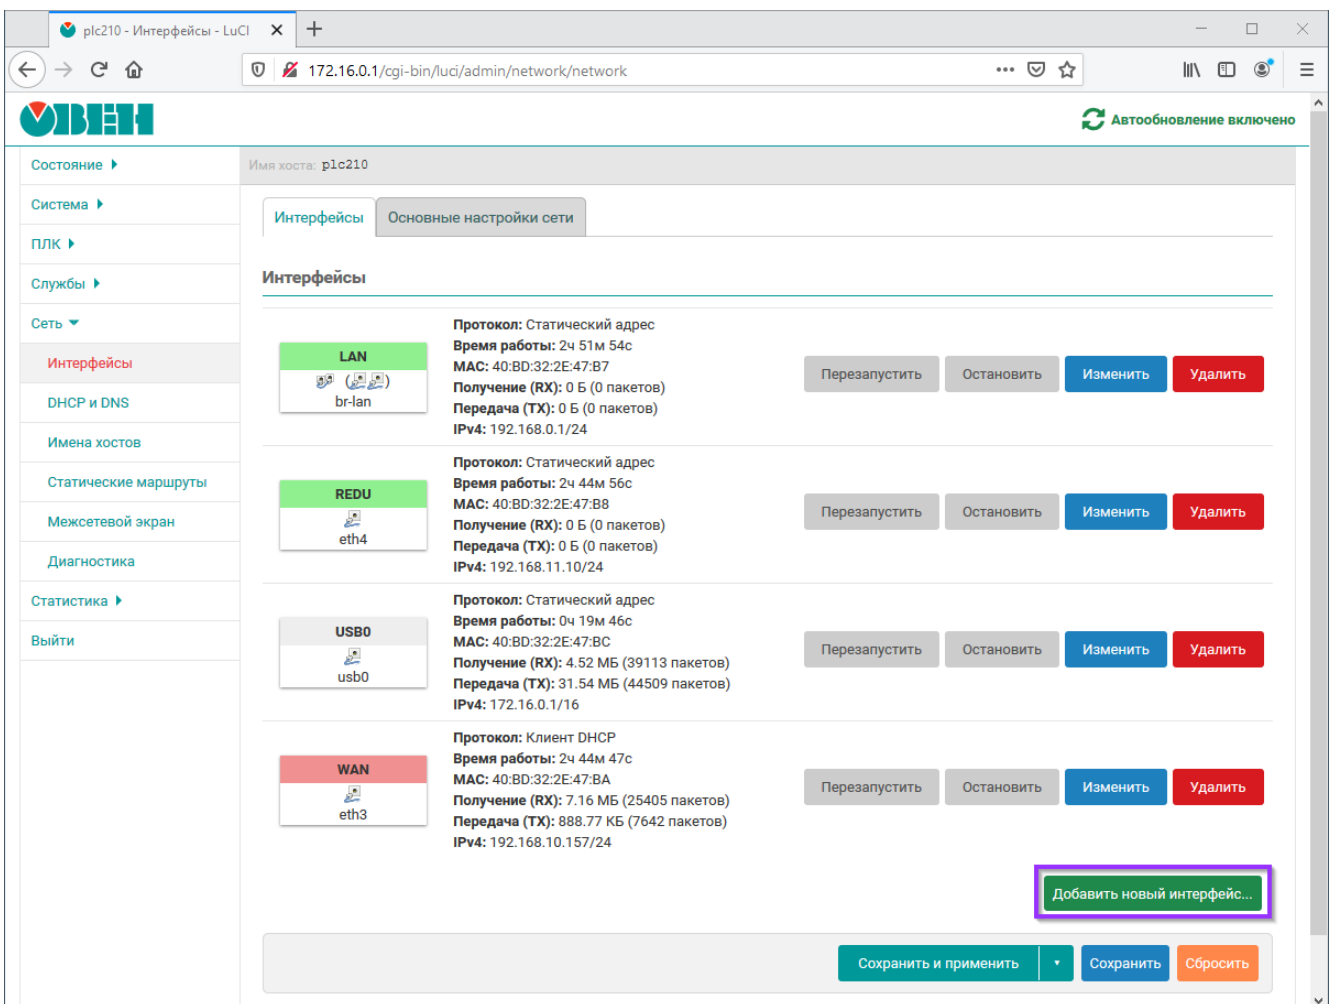 plc210 - Интерфейсы - LuCI
172.16.0.1/cgi-bin/luci/admin/network/network
ОВЕН
Автообновление включено
Состояние
Система
ПЛК
Службы
Сеть
Интерфейсы
DHCP и DNS
Имена хостов
Статические маршруты
Межсетевой экран
Диагностика
Статистика
Выйти
Имя хоста: plc210
Интерфейсы
Основные настройки сети
Интерфейсы
LAN
br-lan
Протокол: Статический адрес
Время работы: 2ч 51м 54с
MAC: 40:BD:32:2E:47:B7
Получение (RX): 0 Б (0 пакетов)
Передача (TX): 0 Б (0 пакетов)
IPv4: 192.168.0.1/24
Перезапустить
Остановить
Изменить
Удалить
REDU
eth4
Протокол: Статический адрес
Время работы: 2ч 44м 56с
MAC: 40:BD:32:2E:47:B8
Получение (RX): 0 Б (0 пакетов)
Передача (TX): 0 Б (0 пакетов)
IPv4: 192.168.11.10/24
Перезапустить
Остановить
Изменить
Удалить
USB0
usb0
Протокол: Статический адрес
Время работы: 0ч 19м 46с
MAC: 40:BD:32:2E:47:BC
Получение (RX): 4.52 МБ (39113 пакетов)
Передача (TX): 31.54 МБ (44509 пакетов)
IPv4: 172.16.0.1/16
Перезапустить
Остановить
Изменить
Удалить
WAN
eth3
Протокол: Клиент DHCP
Время работы: 2ч 44м 47с
MAC: 40:BD:32:2E:47:BA
Получение (RX): 7.16 МБ (25405 пакетов)
Передача (TX): 888.77 КБ (7642 пакетов)
IPv4: 192.168.10.157/24
Перезапустить
Остановить
Изменить
Удалить
Добавить новый интерфейс...
Сохранить и применить
Сохранить
Сбросить